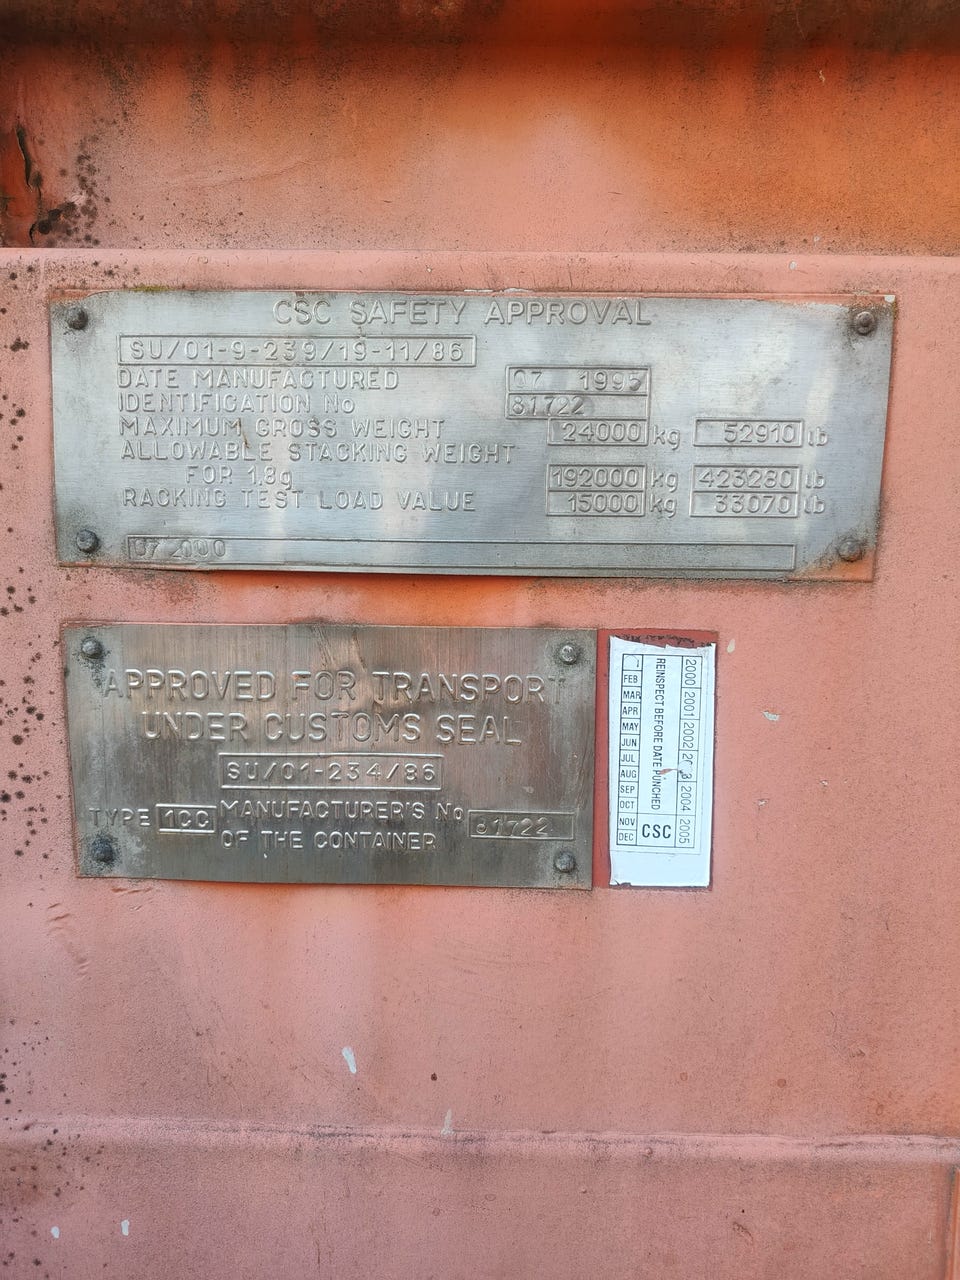 CSC SAFETY APPROVAL
SU/01-9-239/19-11/86
DATE MANUFACTURED 07 1995
IDENTIFICATION No 81722
MAXIMUM GROSS WEIGHT 24000 kg 52910 lb
ALLOWABLE STACKING WEIGHT
FOR 1,8g 192000 kg 423280 lb
RACKING TEST LOAD VALUE 15000 kg 33070 lb
07 2000
APPROVED FOR TRANSPORT
UNDER CUSTOMS SEAL
SU/01-234/86
TYPE 1CC MANUFACTURER'S No 81722
OF THE CONTAINER
FEB
MAR
APR
MAY
JUN
JUL
AUG
SEP
OCT
NOV
DEC
REINSPECT BEFORE DATE PUNCHED
CSC
2000 2001 2002 2004 2005